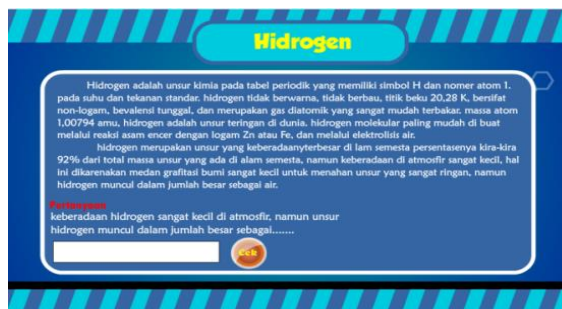 Hidrogen
Hidrogen adalah unsur kimia pada tabel periodik yang memiliki simbol H dan nomer atom 1.
pada suhu dan tekanan standar. hidrogen tidak berwarna, tidak berbau, titik beku 20,28 K, bersifat
non-logam, bevalensi tunggal, dan merupakan gas diatomik yang sangat mudah terbakar. massa atom
1,00794 amu, hidrogen adalah unsur teringan di dunia. hidrogen molekular paling mudah di buat
melalui reaksi asam encer dengan logam Zn atau Fe, dan melalui elektrolisis air.
hidrogen merupakan unsur yang keberadaanyterbesar di lam semesta persentasenya kira-kira
92% dari total massa unsur yang ada di alam semesta, namun keberadaan di atmosfir sangat kecil, hal
ini dikarenakan medan grafitasi bumi sangat kecil untuk menahan unsur yang sangat ringan, namun
hidrogen muncul dalam jumlah besar sebagai air.
Pertanyaan
keberadaan hidrogen sangat kecil di atmosfir, namun unsur
hidrogen muncul dalam jumlah besar sebagai.......
Cek